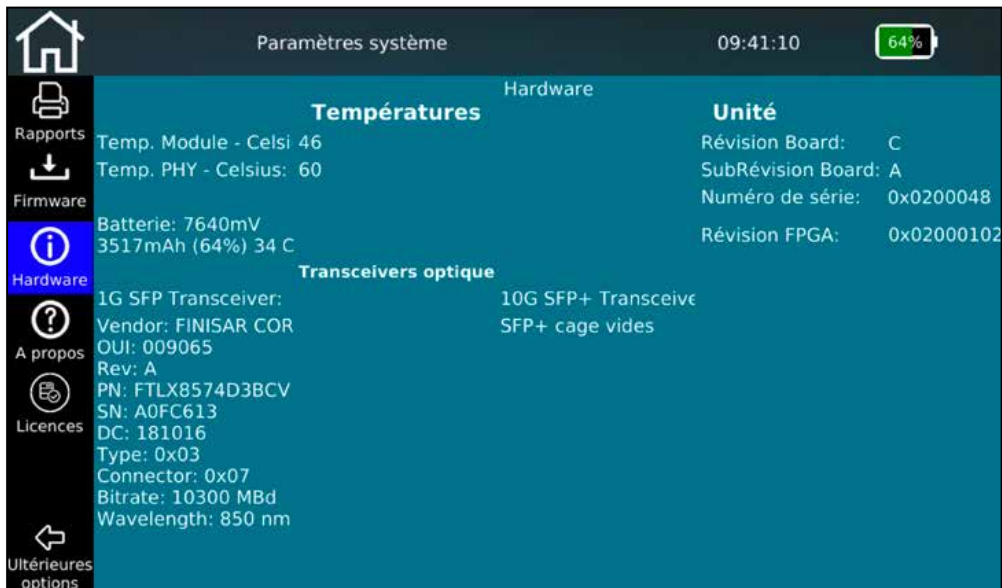 Paramètres système 09:41:10 64%
Hardware
Températures Unité
Rapports
Temp. Module - Celsi 46 Révision Board: C
Temp. PHY - Celsius: 60 SubRévision Board: A
Firmware
Numéro de série: 0x0200048
Batterie: 7640mV
3517mAh (64%) 34 C Révision FPGA: 0x02000102
Hardware
Transceivers optique
1G SFP Transceiver: 10G SFP+ Transceive
Vendor: FINISAR COR SFP+ cage vides
OUI: 009065
A propos
Rev: A
PN: FTLX8574D3BCV
SN: A0FC613
Licences
DC: 181016
Type: 0x03
Connector: 0x07
Bitrate: 10300 MBd
Wavelength: 850 nm
Ultérieures
options